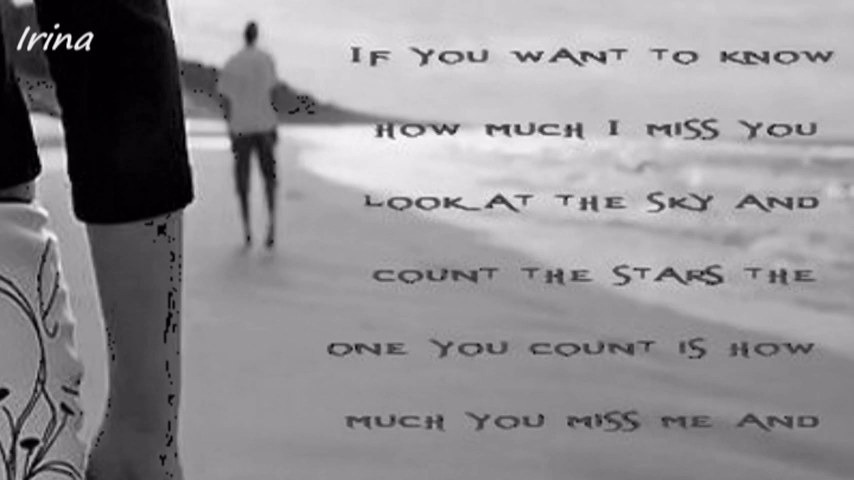 Irina
IF YOU WANT TO KNOW
HOW MUCH I MISS YOU
LOOK AT THE SKY AND
COUNT THE STARS THE
ONE YOU COUNT IS HOW
MUCH YOU MISS ME AND